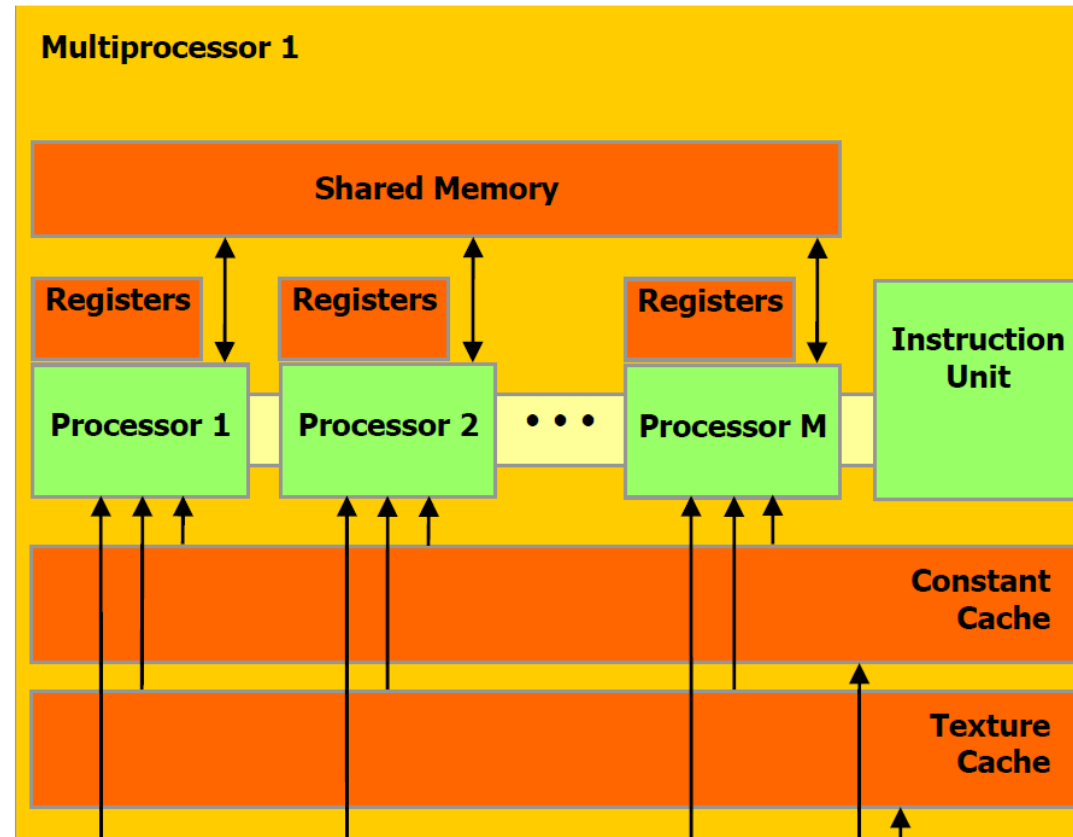 Multiprocessor 1
Shared Memory
Registers
Registers
Registers
Instruction
Unit
Processor 1
Processor 2
• • •
Processor M
Constant
Cache
Texture
Cache